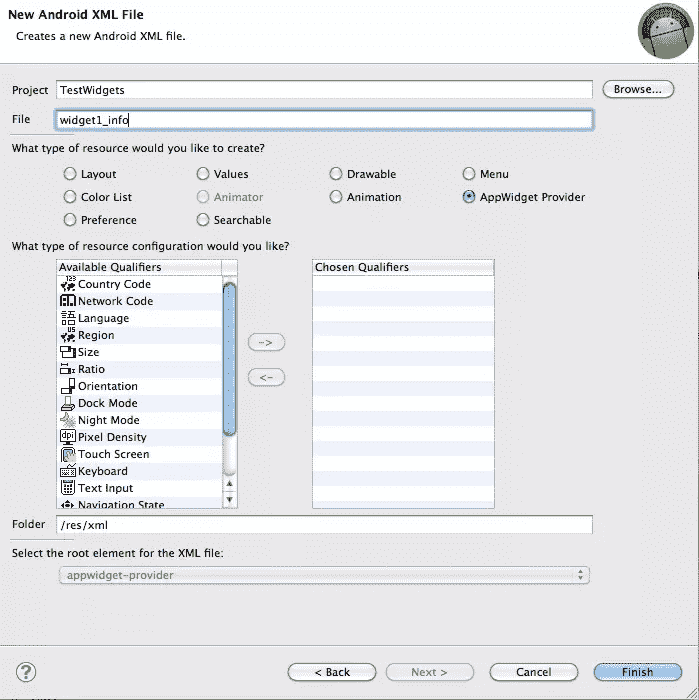 New Android XML File
Creates a new Android XML file.
Project TestWidgets Browse...
File widget1_info
What type of resource would you like to create?
Layout Values Drawable Menu
Color List Animator Animation AppWidget Provider
Preference Searchable
What type of resource configuration would you like?
Available Qualifiers Chosen Qualifiers
Country Code
Network Code
Language
Region
Size
Ratio
Orientation
Dock Mode
Night Mode
Pixel Density
Touch Screen
Keyboard
Text Input
Navigation State
-->
<--
Folder /res/xml
Select the root element for the XML file:
appwidget-provider
? < Back Next > Cancel Finish